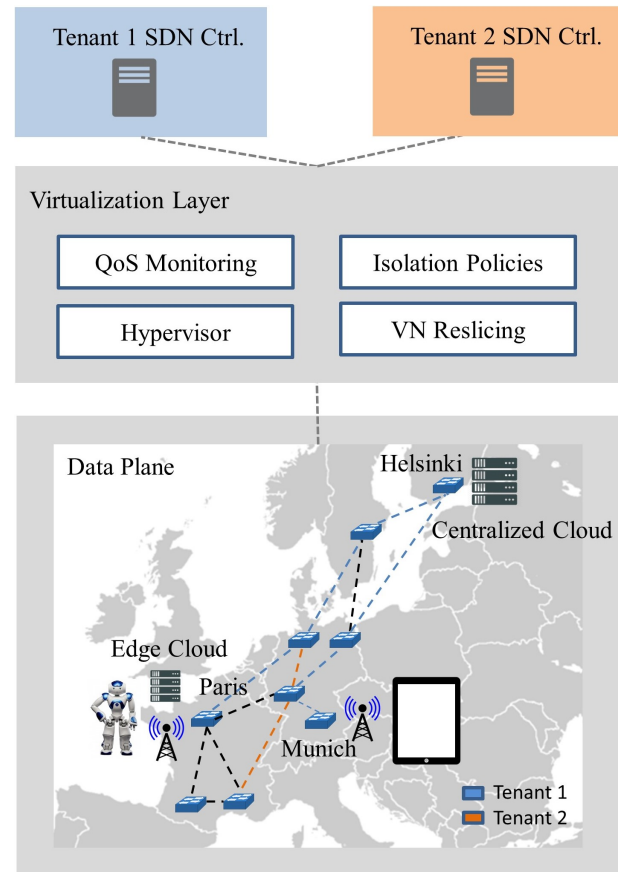 Tenant 1 SDN Ctrl.
Tenant 2 SDN Ctrl.
Virtualization Layer
QoS Monitoring
Isolation Policies
Hypervisor
VN Reslicing
Data Plane
Helsinki
Centralized Cloud
Edge Cloud
Paris
Munich
Tenant 1
Tenant 2